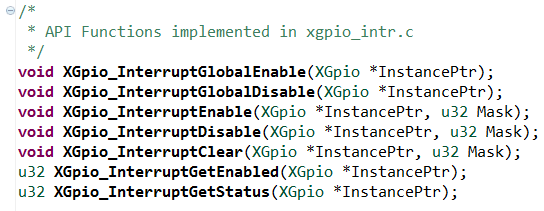 /*
 * API Functions implemented in xgpio_intr.c
 */
void XGpio_InterruptGlobalEnable(XGpio *InstancePtr);
void XGpio_InterruptGlobalDisable(XGpio *InstancePtr);
void XGpio_InterruptEnable(XGpio *InstancePtr, u32 Mask);
void XGpio_InterruptDisable(XGpio *InstancePtr, u32 Mask);
void XGpio_InterruptClear(XGpio *InstancePtr, u32 Mask);
u32 XGpio_InterruptGetEnabled(XGpio *InstancePtr);
u32 XGpio_InterruptGetStatus(XGpio *InstancePtr);